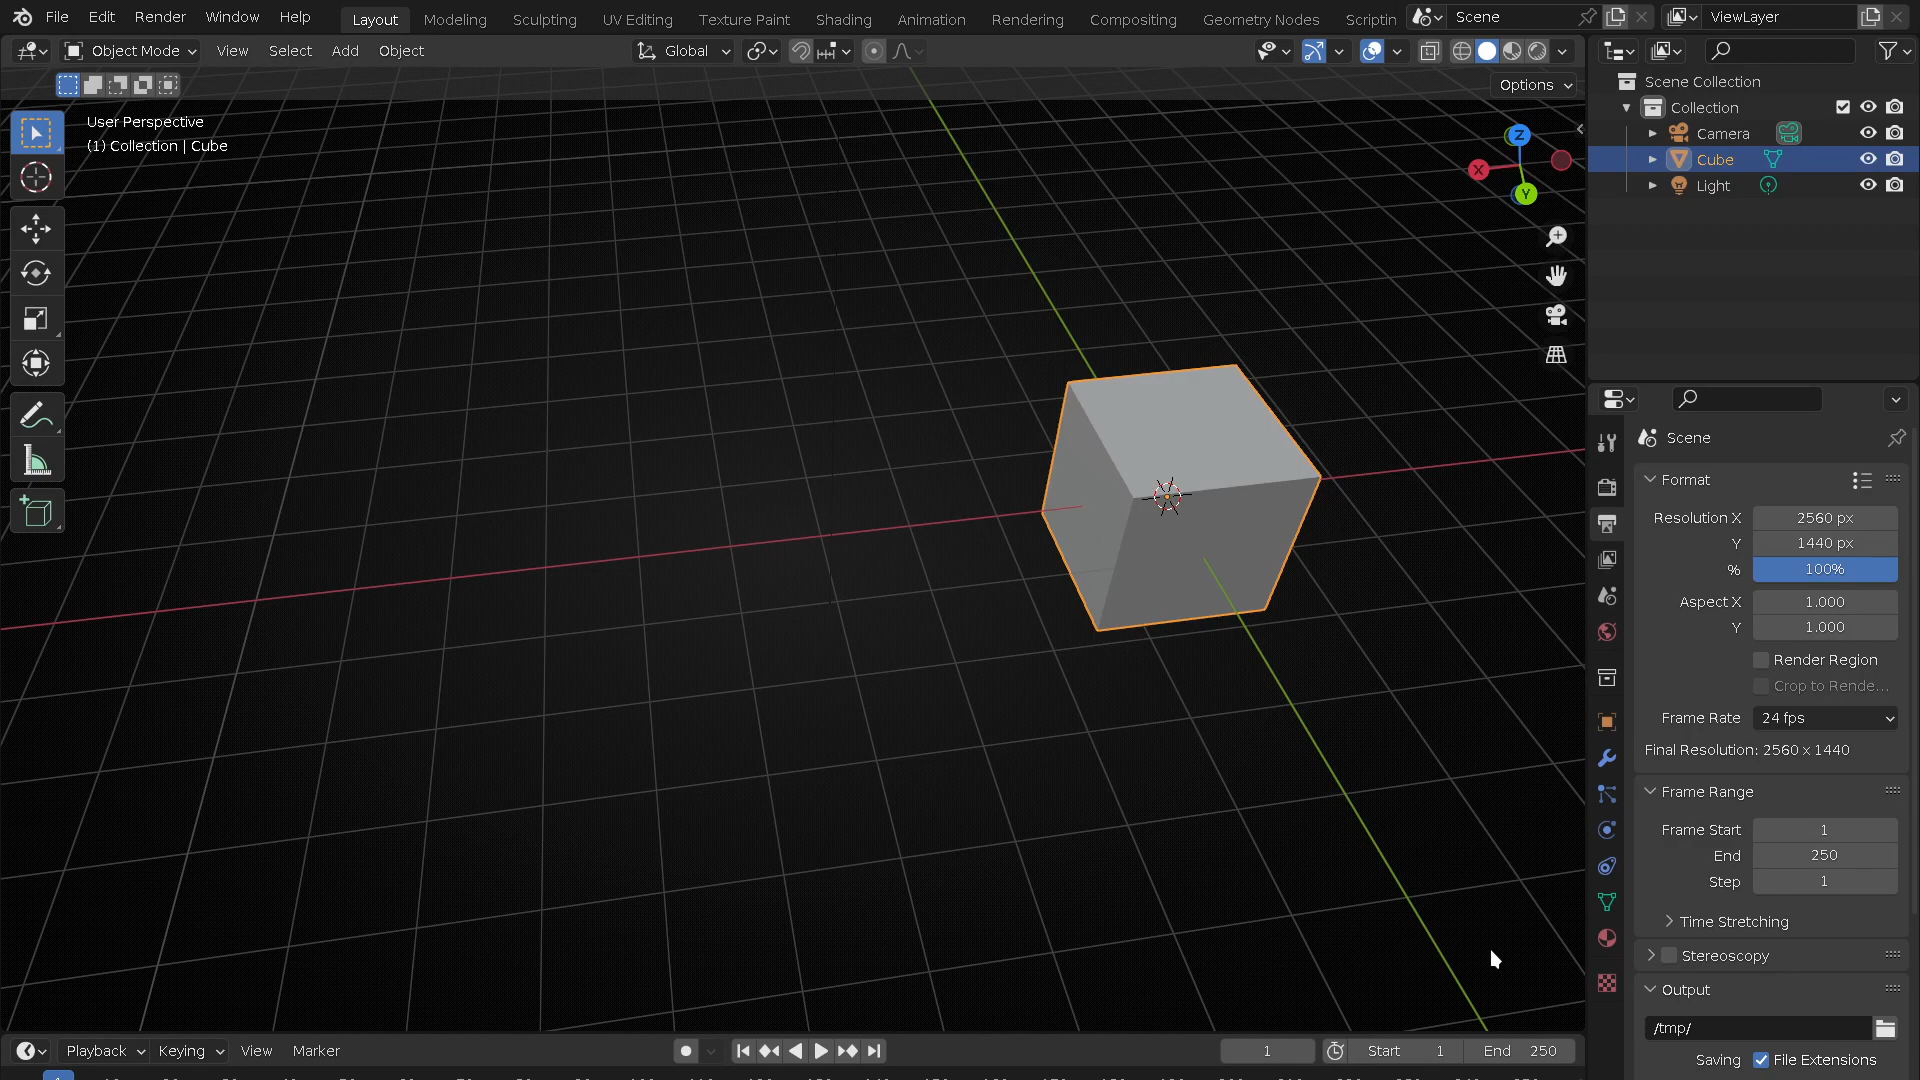 File Edit Render Window Help Layout Modeling Sculpting UV Editing Texture Paint Shading Animation Rendering Compositing Geometry Nodes Scriptin Scene ViewLayer
Object Mode View Select Add Object Global
Options
User Perspective
(1) Collection | Cube
Z
X
Y
Scene Collection
Collection
Camera
Cube
Light
Scene
Format
Resolution X 2560 px
Y 1440 px
% 100%
Aspect X 1.000
Y 1.000
Render Region
Crop to Rende...
Frame Rate 24 fps
Final Resolution: 2560 x 1440
Frame Range
Frame Start 1
End 250
Step 1
Time Stretching
Stereoscopy
Output
/tmp/
Saving File Extensions
Playback Keying View Marker 1 Start 1 End 250